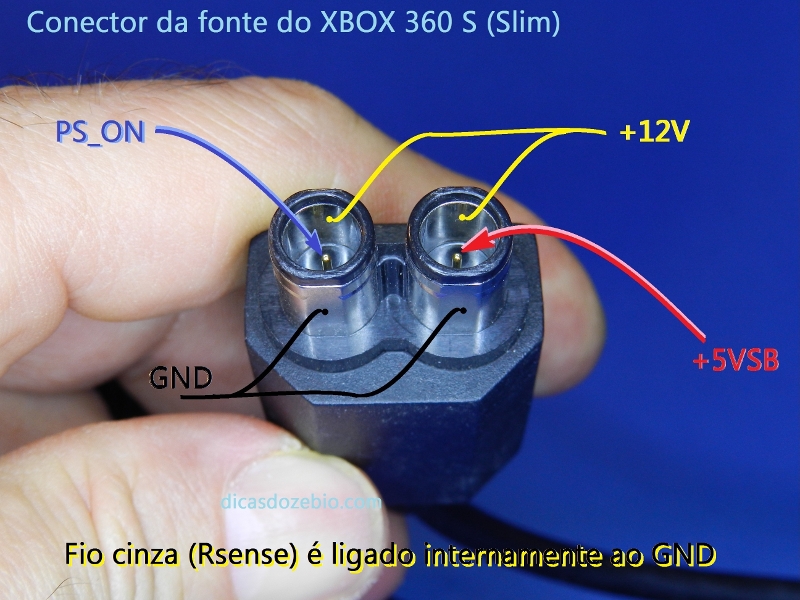 Conector da fonte do XBOX 360 S (Slim)
PS_ON
+12V
+5VSB
GND
dicasdozebio.com
Fio cinza (Rsense) é ligado internamente ao GND